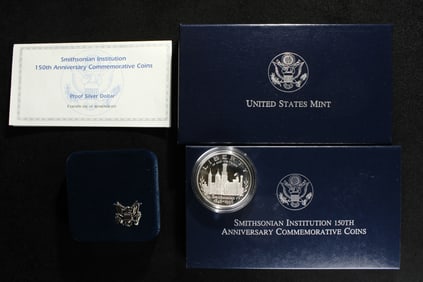 Smithsonian Institution
150th Anniversary Commemorative Coins
Proof Silver Dollar
UNITED STATES MINT
LIBERTY
SMITHSONIAN INSTITUTION 150TH
ANNIVERSARY COMMEMORATIVE COINS